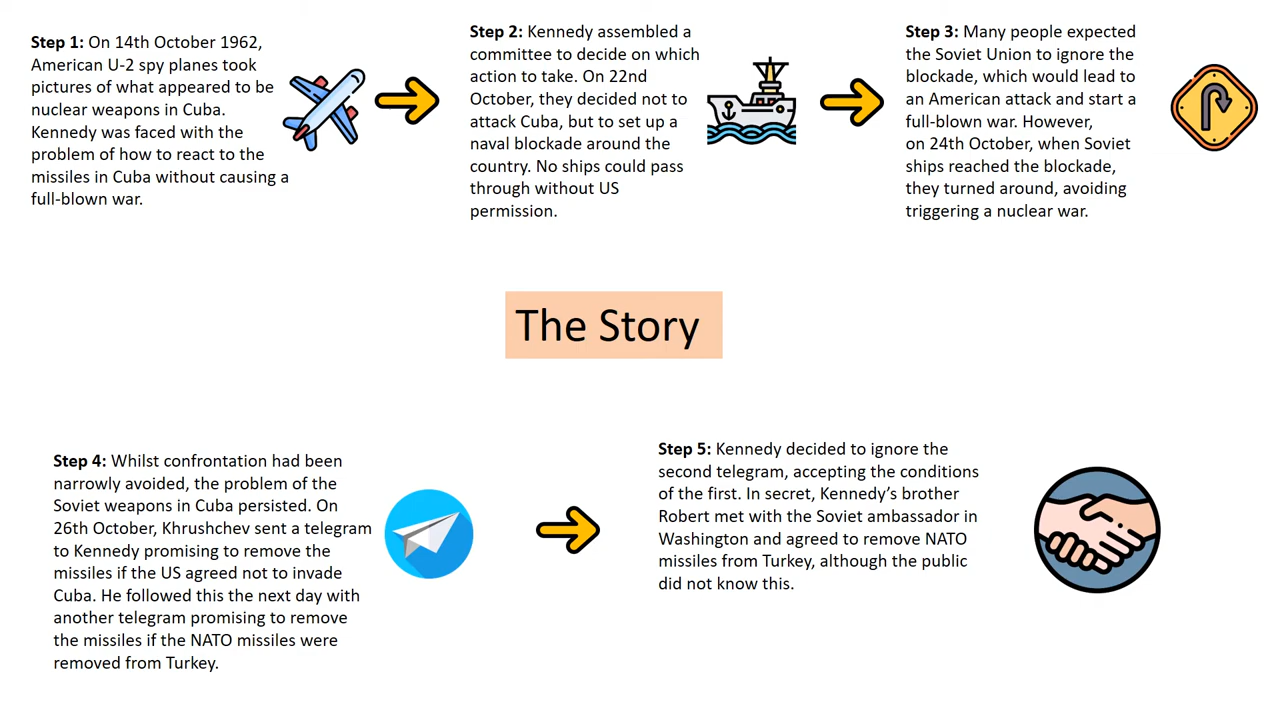 Step 1: On 14th October 1962,
American U-2 spy planes took
pictures of what appeared to be
nuclear weapons in Cuba.
Kennedy was faced with the
problem of how to react to the
missiles in Cuba without causing a
full-blown war.
Step 2: Kennedy assembled a
committee to decide on which
action to take. On 22nd
October, they decided not to
attack Cuba, but to set up a
naval blockade around the
country. No ships could pass
through without US
permission.
Step 3: Many people expected
the Soviet Union to ignore the
blockade, which would lead to
an American attack and start a
full-blown war. However,
on 24th October, when Soviet
ships reached the blockade,
they turned around, avoiding
triggering a nuclear war.
The Story
Step 4: Whilst confrontation had been
narrowly avoided, the problem of the
Soviet weapons in Cuba persisted. On
26th October, Khrushchev sent a telegram
to Kennedy promising to remove the
missiles if the US agreed not to invade
Cuba. He followed this the next day with
another telegram promising to remove
the missiles if the NATO missiles were
removed from Turkey.
Step 5: Kennedy decided to ignore the
second telegram, accepting the conditions
of the first. In secret, Kennedy’s brother
Robert met with the Soviet ambassador in
Washington and agreed to remove NATO
missiles from Turkey, although the public
did not know this.